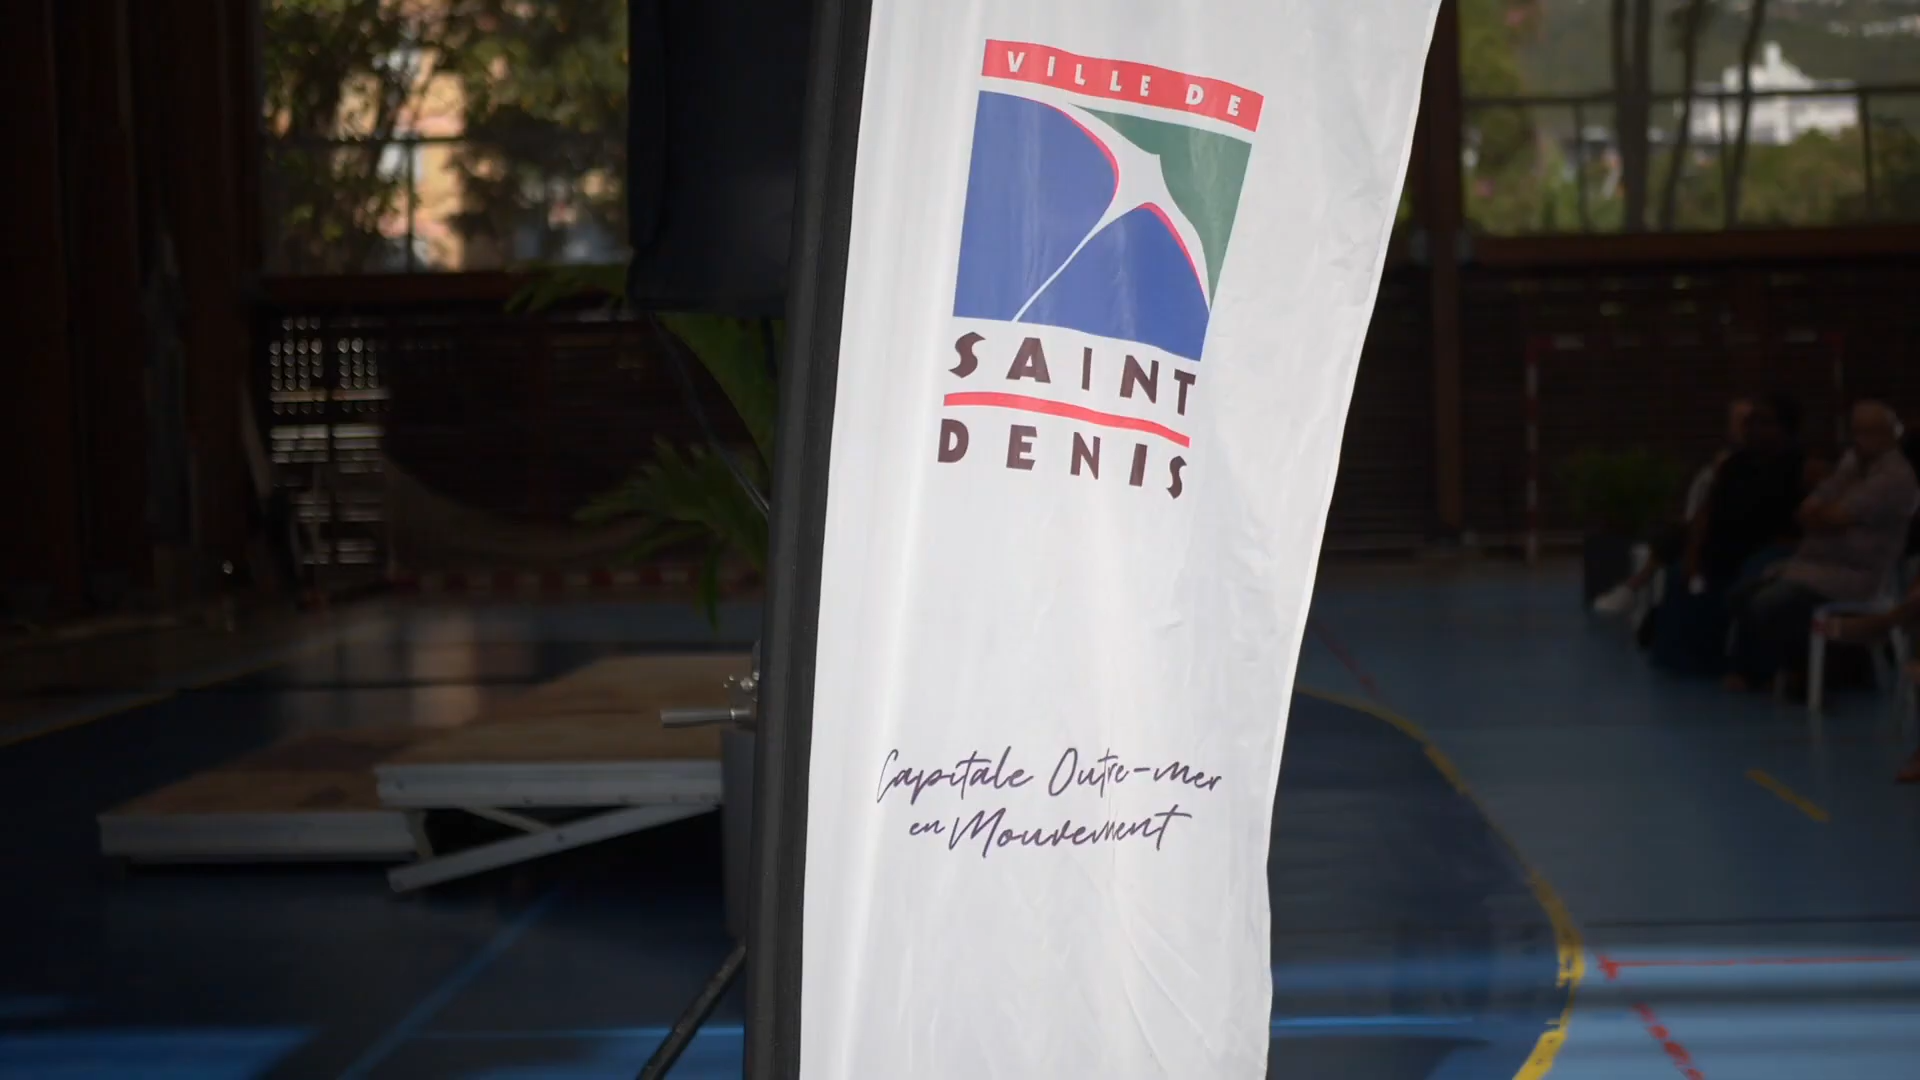 VILLE DE
SAINT
DENIS
Capitale Outre-mer
en Mouvement